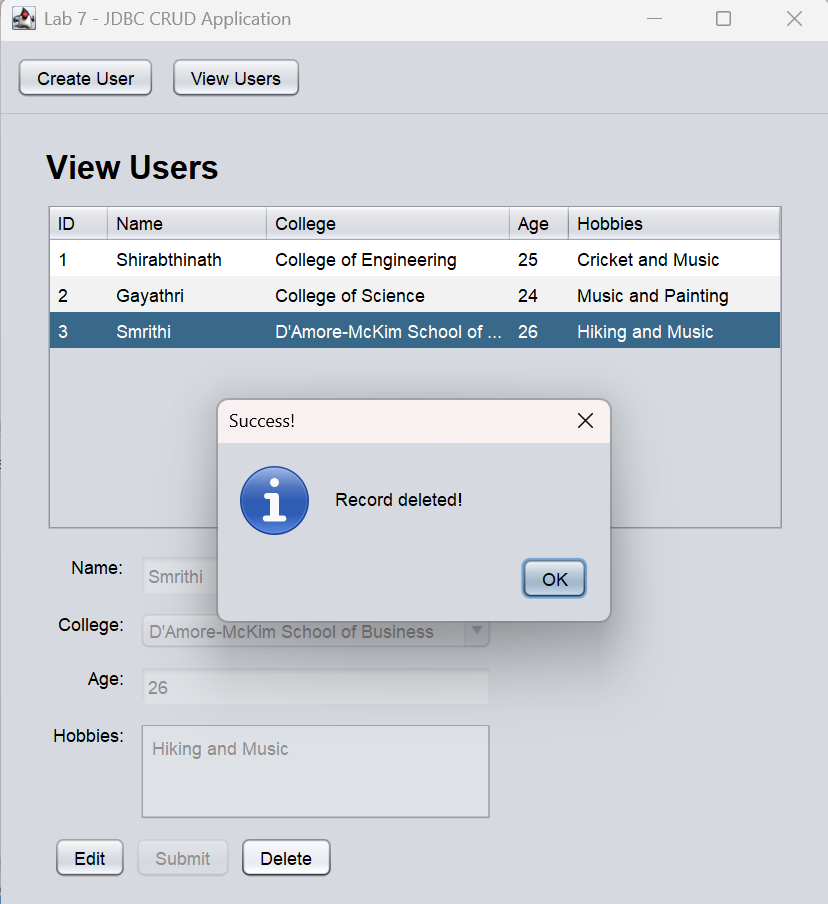 Lab 7 - JDBC CRUD Application
Create User View Users
View Users
ID Name College Age Hobbies
1 Shirabthinath College of Engineering 25 Cricket and Music
2 Gayathri College of Science 24 Music and Painting
3 Smrithi D'Amore-McKim School of ... 26 Hiking and Music
Success!
Record deleted!
OK
Name: Smrithi
College: D'Amore-McKim School of Business
Age: 26
Hobbies: Hiking and Music
Edit Submit Delete